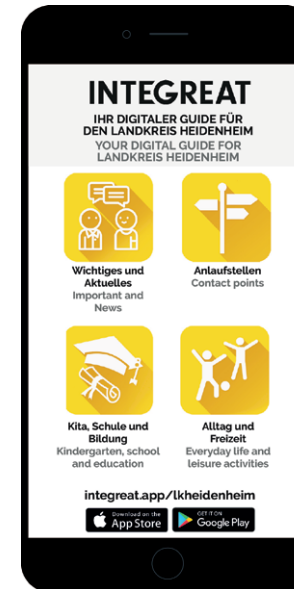 INTEGREAT
IHR DIGITALER GUIDE FÜR
DEN LANDKREIS HEIDENHEIM
YOUR DIGITAL GUIDE FOR
LANDKREIS HEIDENHEIM
Wichtiges und
Aktuelles
Important and
News
Anlaufstellen
Contact points
Kita, Schule und
Bildung
Kindergarten, school
and education
Alltag und
Freizeit
Everyday life and
leisure activities
integreat.app/lkheidenheim
Download on the
App Store
GET IT ON
Google Play